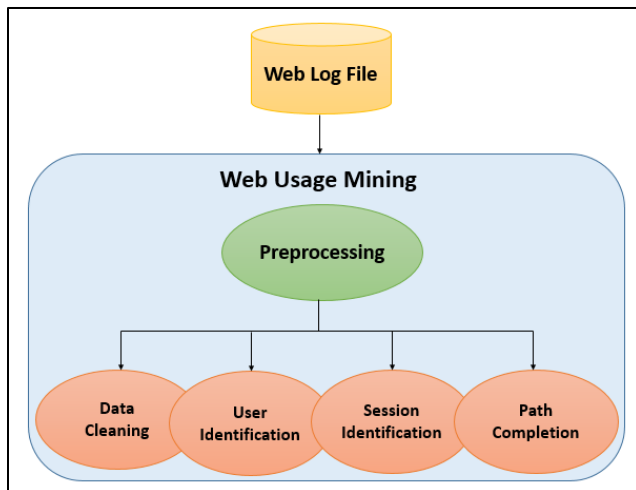 Web Log File
Web Usage Mining
Preprocessing
Data
Cleaning
User
Identification
Session
Identification
Path
Completion